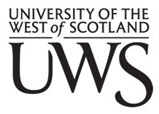 UNIVERSITY OF THE
WEST of SCOTLAND
UWS